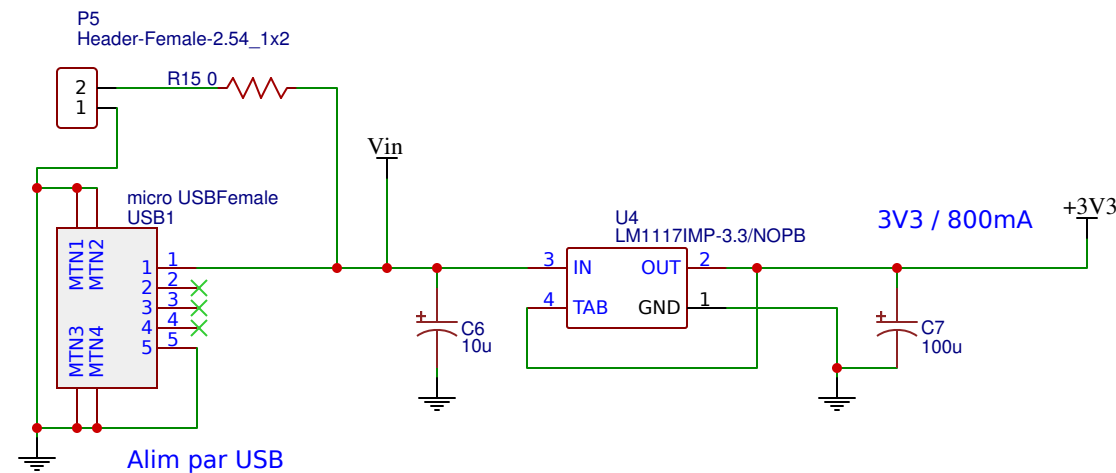 P5
Header-Female-2.54_1x2
2
1
R15 0
Vin
micro USBFemale
USB1
MTN1
MTN2
MTN3
MTN4
1 1
2 2
3 3
4 4
5 5
C6
10u
U4
LM1117IMP-3.3/NOPB
3 IN OUT 2
4 TAB GND 1
3V3 / 800mA
+3V3
C7
100u
Alim par USB